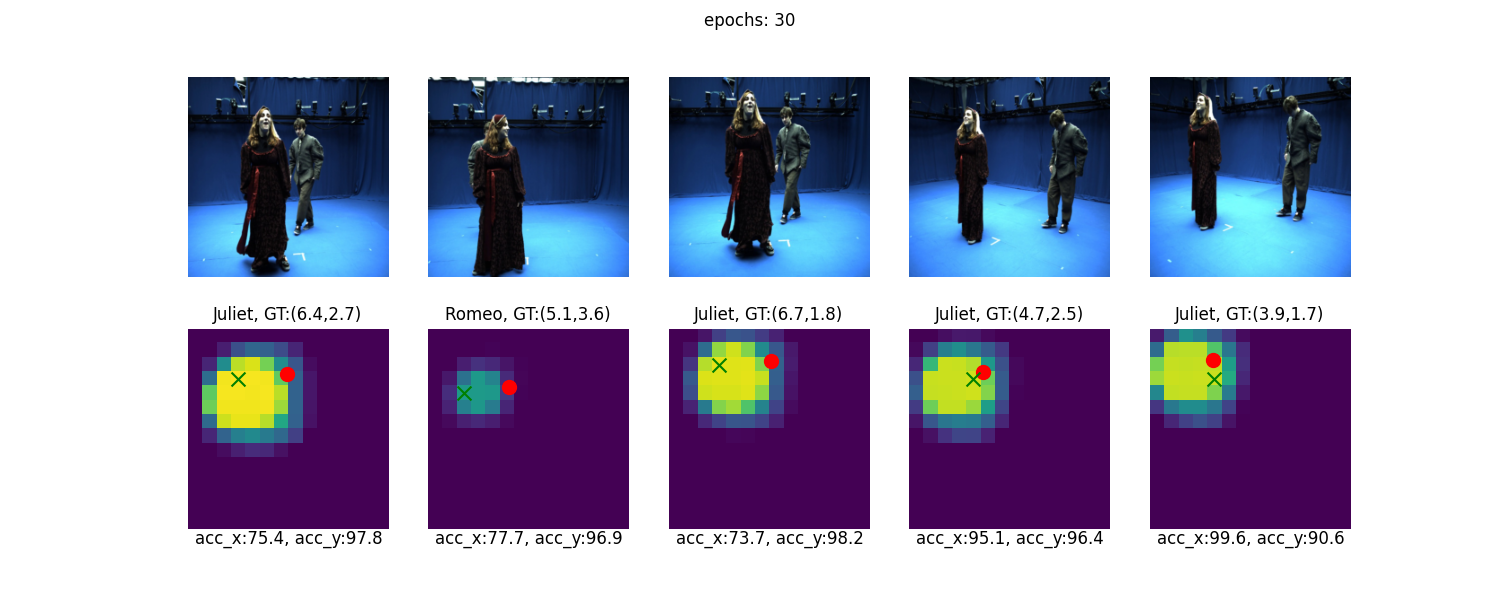 epochs: 30
Juliet, GT:(6.4,2.7)
Romeo, GT:(5.1,3.6)
Juliet, GT:(6.7,1.8)
Juliet, GT:(4.7,2.5)
Juliet, GT:(3.9,1.7)
acc_x:75.4, acc_y:97.8
acc_x:77.7, acc_y:96.9
acc_x:73.7, acc_y:98.2
acc_x:95.1, acc_y:96.4
acc_x:99.6, acc_y:90.6